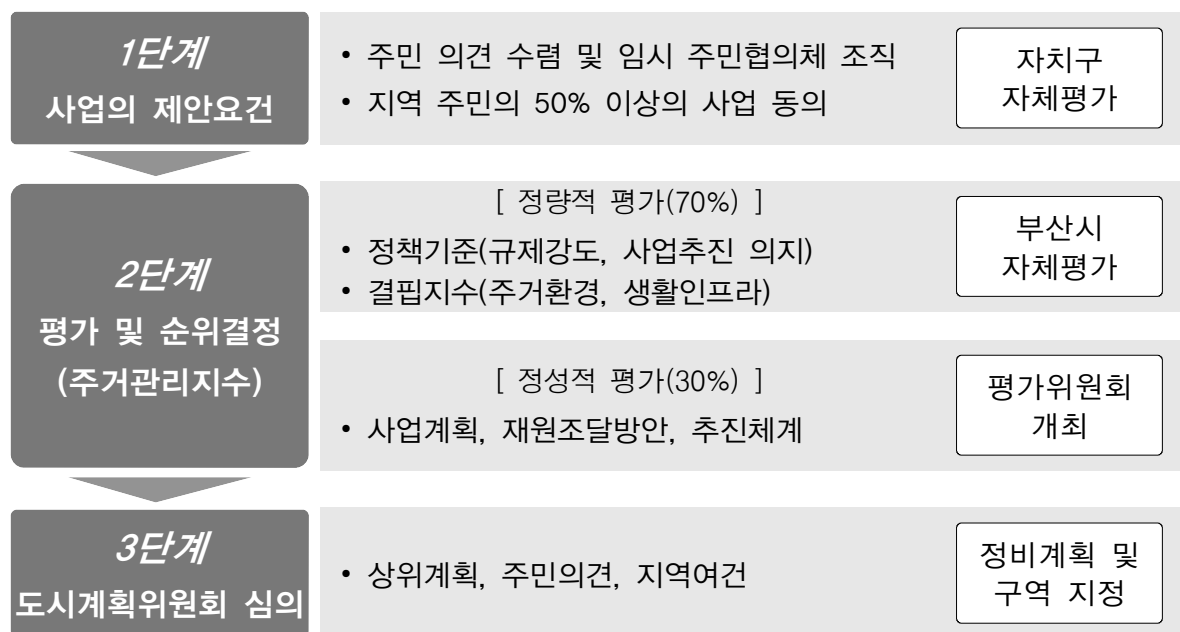 1단계
사업의 제안요건
• 주민 의견 수렴 및 임시 주민협의체 조직
• 지역 주민의 50% 이상의 사업 동의
자치구
자체평가
2단계
평가 및 순위결정
(주거관리지수)
[ 정량적 평가(70%) ]
• 정책기준(규제강도, 사업추진 의지)
• 결핍지수(주거환경, 생활인프라)
부산시
자체평가
[ 정성적 평가(30%) ]
• 사업계획, 재원조달방안, 추진체계
평가위원회
개최
3단계
도시계획위원회 심의
• 상위계획, 주민의견, 지역여건
정비계획 및
구역 지정